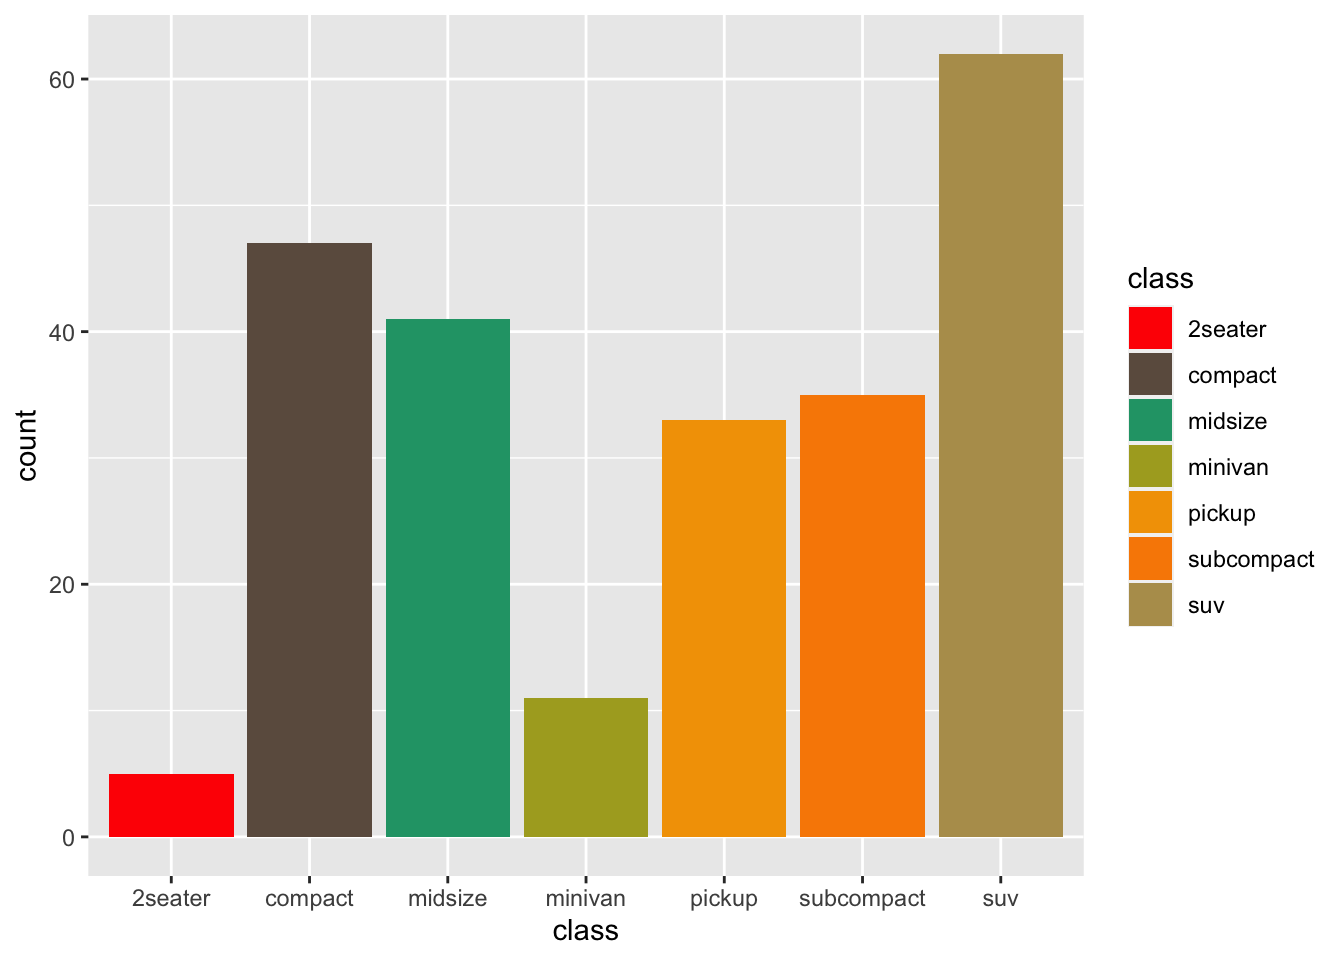 60
40
20
0
count
2seater compact midsize minivan pickup subcompact suv
class
class
2seater
compact
midsize
minivan
pickup
subcompact
suv